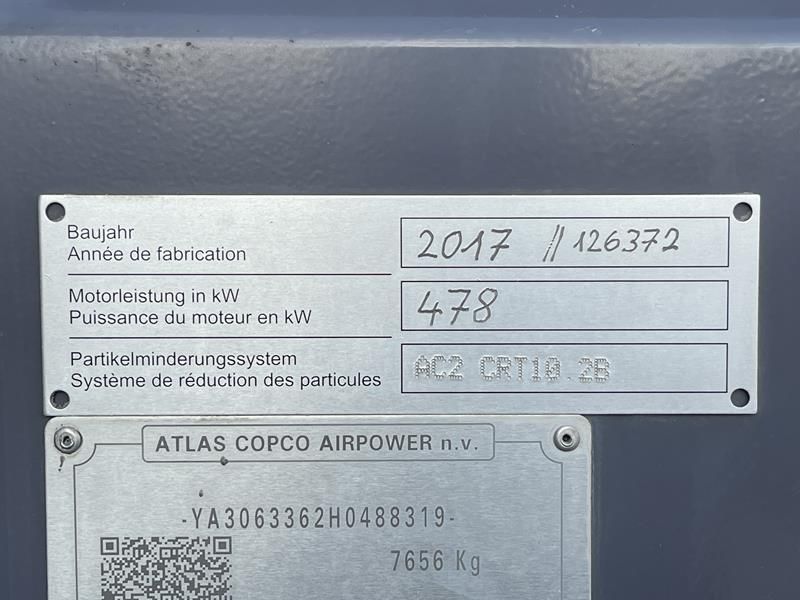 Baujahr
Année de fabrication
2017 // 126372
Motorleistung in kW
Puissance du moteur en kW
478
Partikelminderungssystem
Système de réduction des particules
AC2 CRT10.2B
ATLAS COPCO AIRPOWER n.v.
-YA3063362H0488319-
7656 Kg